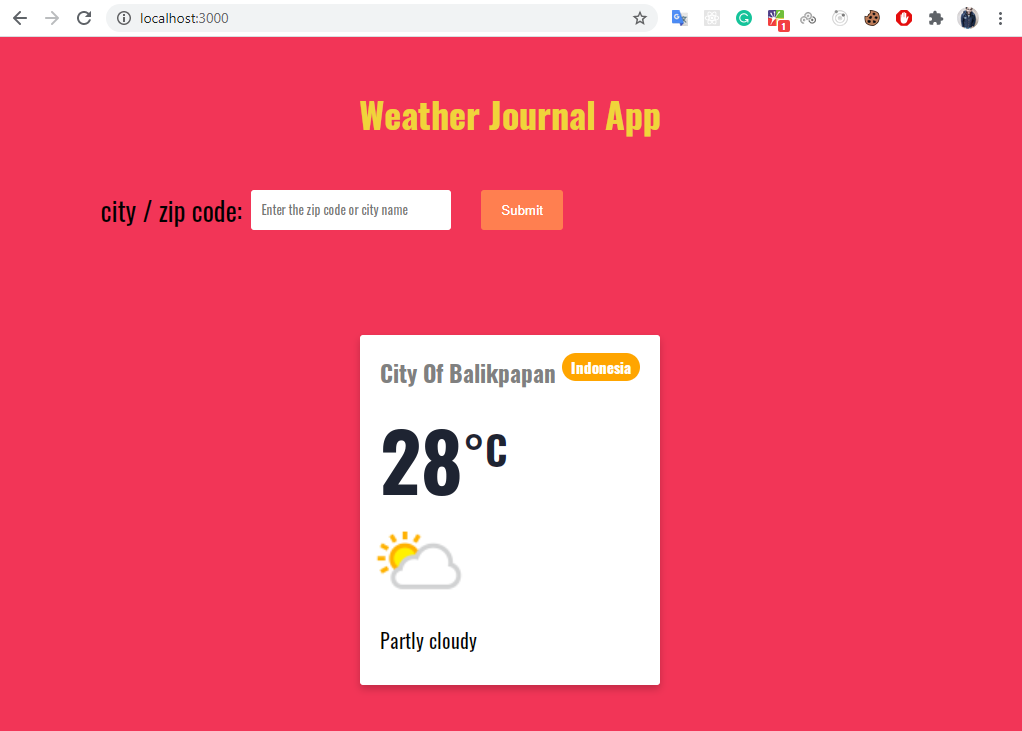 localhost:3000
1
Weather Journal App
city / zip code: Enter the zip code or city name Submit
City Of Balikpapan Indonesia
28°C
Partly cloudy